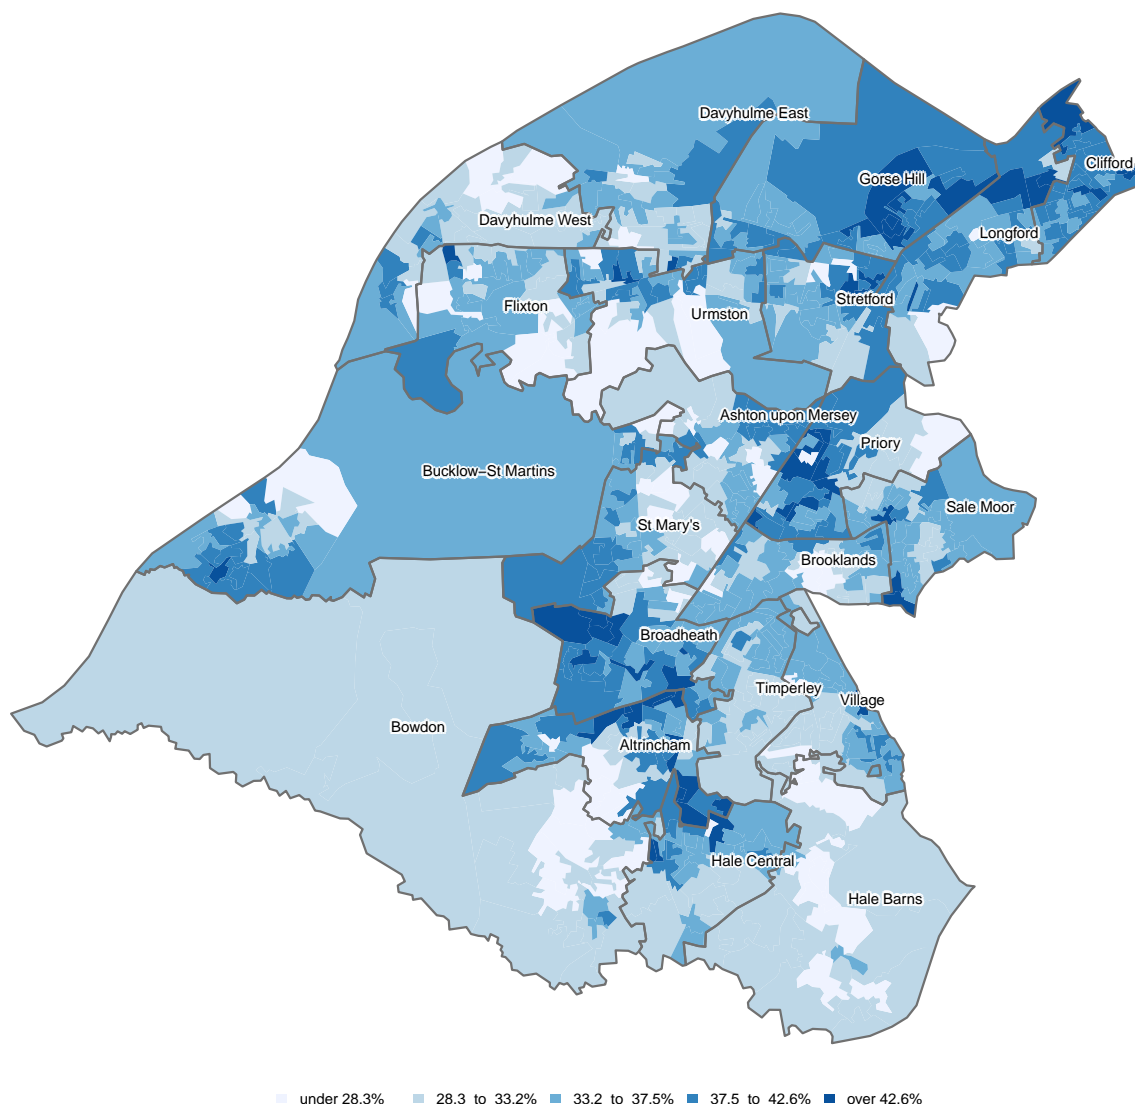 Davyhulme East
Clifford
Gorse Hill
Davyhulme West
Longford
Stretford
Flixton
Urmston
Ashton upon Mersey
Priory
Bucklow–St Martins
Sale Moor
St Mary's
Brooklands
Broadheath
Timperley
Village
Bowdon
Altrincham
Hale Central
Hale Barns
under 28.3% 28.3 to 33.2% 33.2 to 37.5% 37.5 to 42.6% over 42.6%